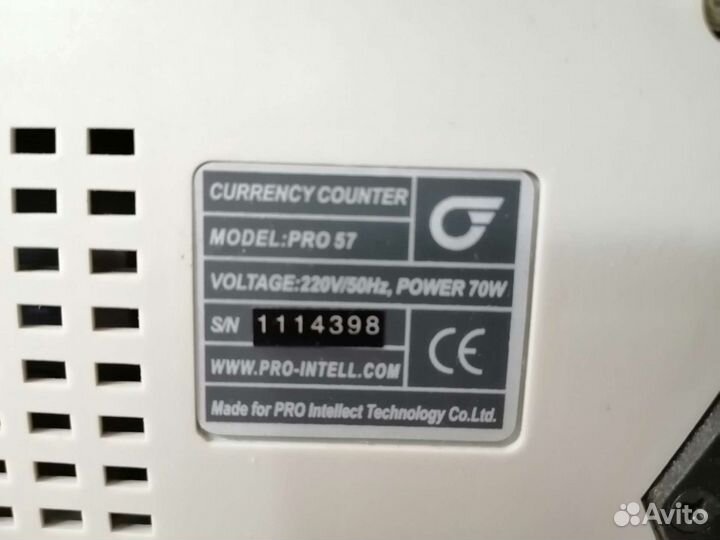 CURRENCY COUNTER
MODEL:PRO 57
VOLTAGE:220V/50Hz, POWER 70W
S/N 1114398
CE
WWW.PRO-INTELL.COM
Made for PRO Intellect Technology Co.Ltd.
Avito